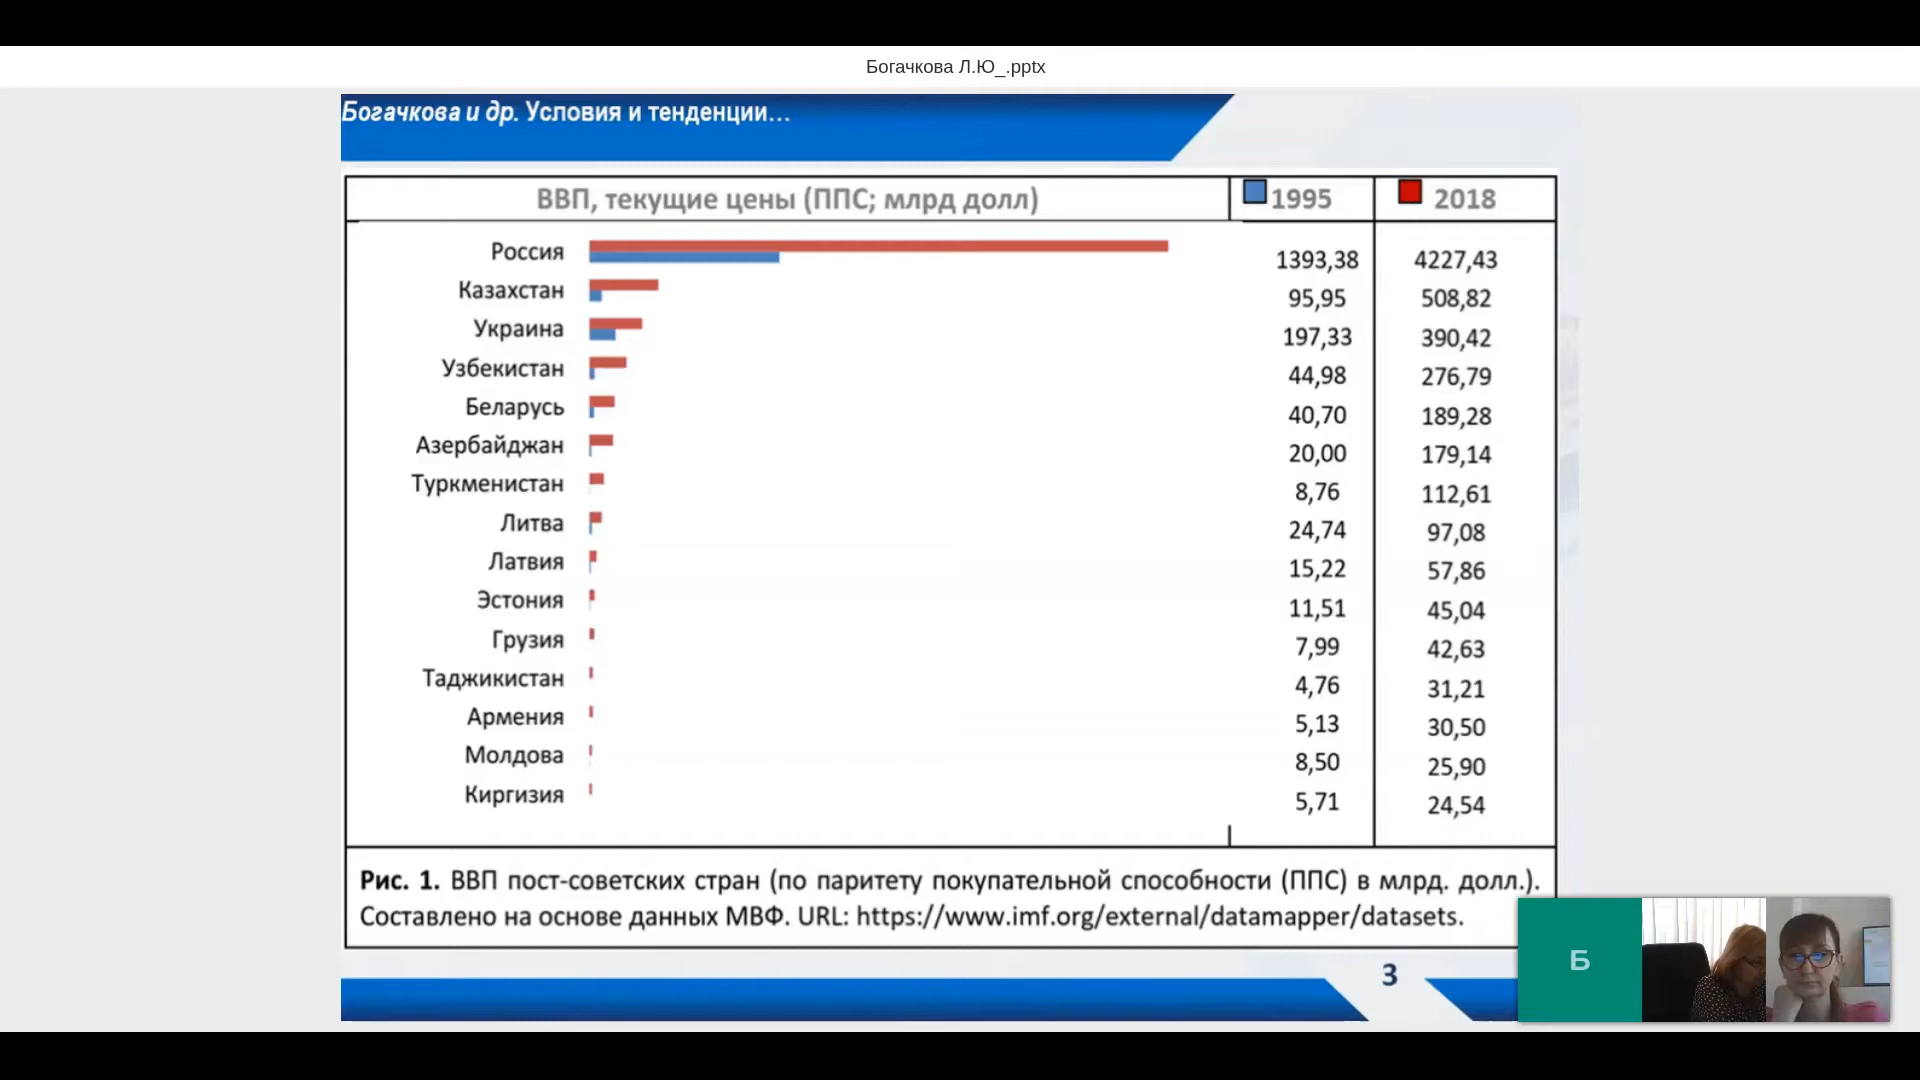 Богачкова Л.Ю_.pptx
Богачкова и др. Условия и тенденции…
ВВП, текущие цены (ППС; млрд долл) 1995 2018
Россия 1393,38 4227,43
Казахстан 95,95 508,82
Украина 197,33 390,42
Узбекистан 44,98 276,79
Беларусь 40,70 189,28
Азербайджан 20,00 179,14
Туркменистан 8,76 112,61
Литва 24,74 97,08
Латвия 15,22 57,86
Эстония 11,51 45,04
Грузия 7,99 42,63
Таджикистан 4,76 31,21
Армения 5,13 30,50
Молдова 8,50 25,90
Киргизия 5,71 24,54
Рис. 1. ВВП пост-советских стран (по паритету покупательной способности (ППС) в млрд. долл.).
Составлено на основе данных МВФ. URL: https://www.imf.org/external/datamapper/datasets.
3
Б